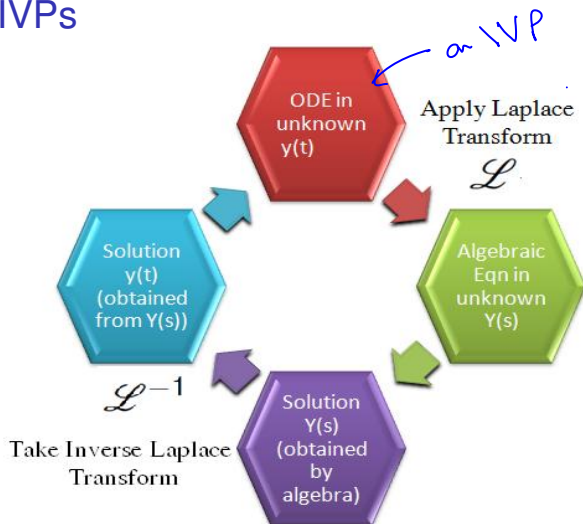 IVPs
an IVP
ODE in
unknown
y(t)
Apply Laplace
Transform
ℒ
Algebraic
Eqn in
unknown
Y(s)
Solution
Y(s)
(obtained
by
algebra)
Take Inverse Laplace
Transform
ℒ⁻¹
Solution
y(t)
(obtained
from Y(s))